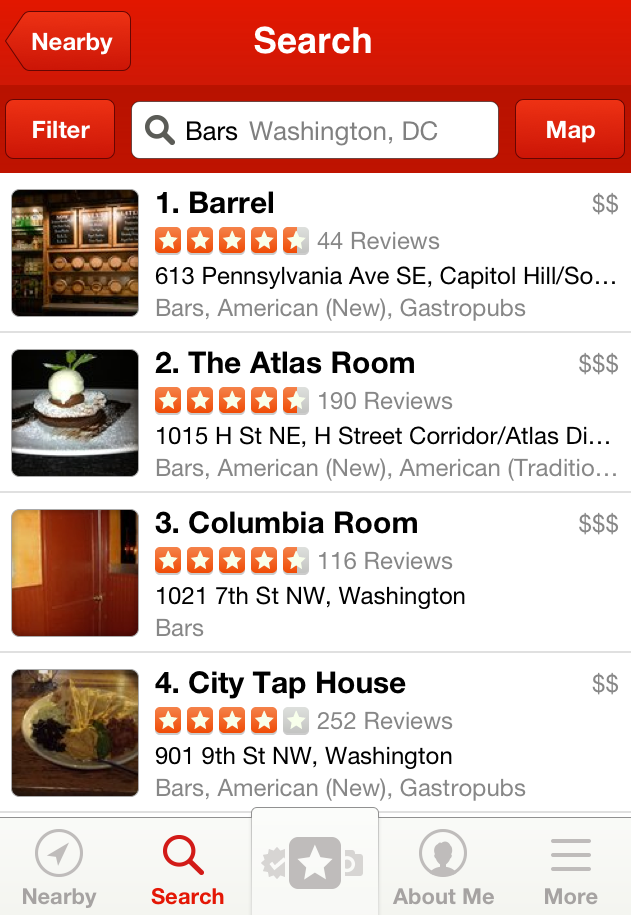 Nearby
Search
Filter
Bars Washington, DC
Map
1. Barrel
$$
44 Reviews
613 Pennsylvania Ave SE, Capitol Hill/So…
Bars, American (New), Gastropubs
2. The Atlas Room
$$$
190 Reviews
1015 H St NE, H Street Corridor/Atlas Di…
Bars, American (New), American (Traditio…
3. Columbia Room
$$$
116 Reviews
1021 7th St NW, Washington
Bars
4. City Tap House
$$
252 Reviews
901 9th St NW, Washington
Bars, American (New), Gastropubs
Nearby
Search
About Me
More